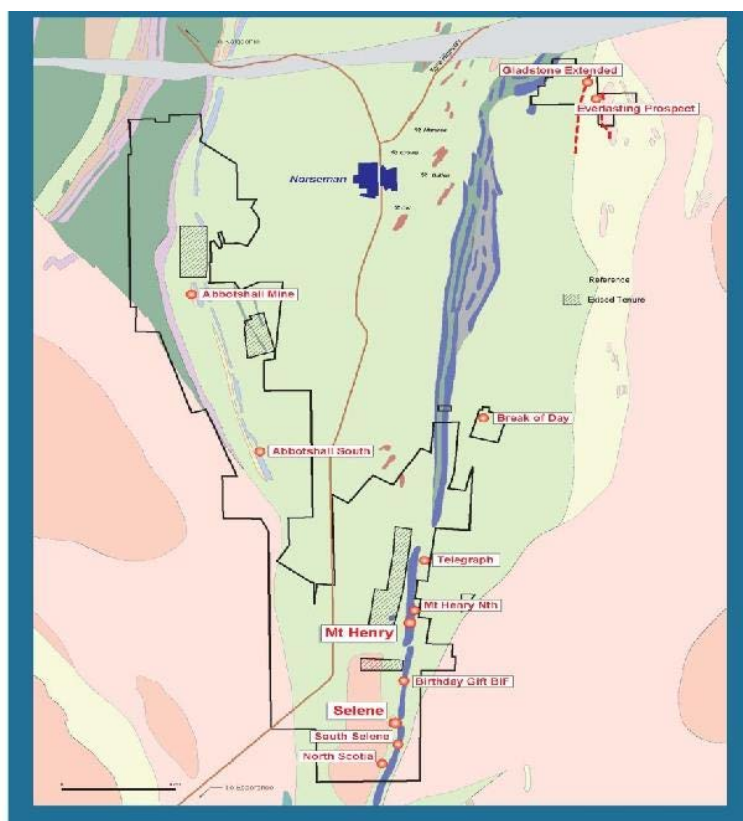 Gladstone Extended
Everlasting Prospect
Norseman
Reference
Exised Tenure
Abbotshall Mine
Break of Day
Abbotshall South
Telegraph
Mt Henry Nth
Mt Henry
Birthday Gift BIF
Selene
South Selene
North Scotia